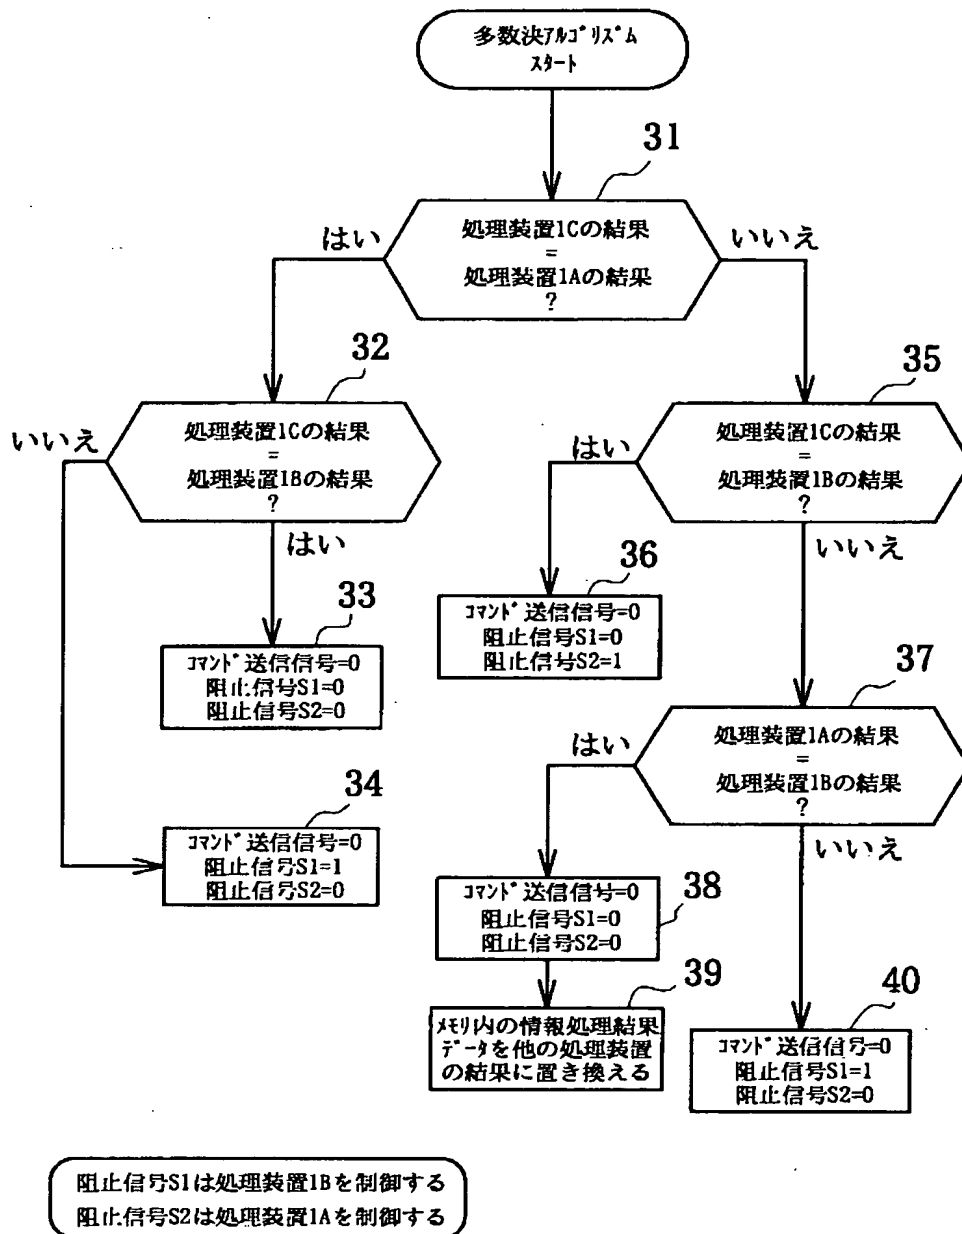 多数決ｱﾙｺﾞﾘｽﾞﾑ
ｽﾀｰﾄ
31
処理装置1Cの結果
=
処理装置1Aの結果
?
はい
いいえ
32
処理装置1Cの結果
=
処理装置1Bの結果
?
いいえ
はい
35
処理装置1Cの結果
=
処理装置1Bの結果
?
はい
いいえ
33
ｺﾏﾝﾄﾞ送信信号=0
阻止信号S1=0
阻止信号S2=0
36
ｺﾏﾝﾄﾞ送信信号=0
阻止信号S1=0
阻止信号S2=1
34
ｺﾏﾝﾄﾞ送信信号=0
阻止信号S1=1
阻止信号S2=0
37
処理装置1Aの結果
=
処理装置1Bの結果
?
はい
いいえ
38
ｺﾏﾝﾄﾞ送信信号=0
阻止信号S1=0
阻止信号S2=0
39
ﾒﾓﾘ内の情報処理結果
ﾃﾞｰﾀを他の処理装置
の結果に置き換える
40
ｺﾏﾝﾄﾞ送信信号=0
阻止信号S1=1
阻止信号S2=0
阻止信号S1は処理装置1Bを制御する
阻止信号S2は処理装置1Aを制御する